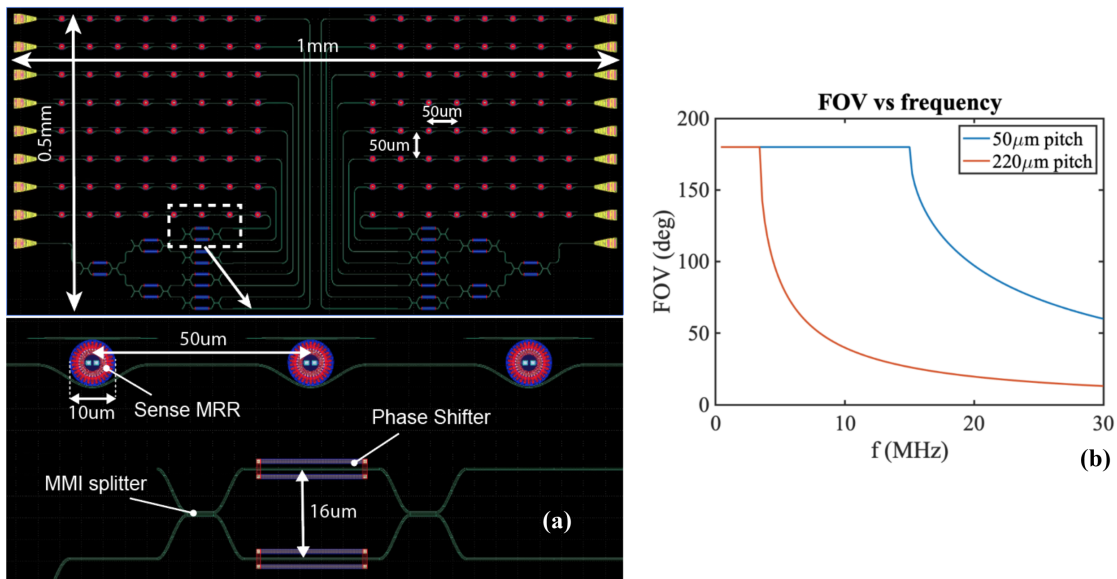 1mm
0.5mm
50um
50um
50um
10um
Sense MRR
Phase Shifter
MMI splitter
16um
(a)
FOV vs frequency
200
150
100
50
0
FOV (deg)
50μm pitch
220μm pitch
0
10
20
30
f (MHz)
(b)